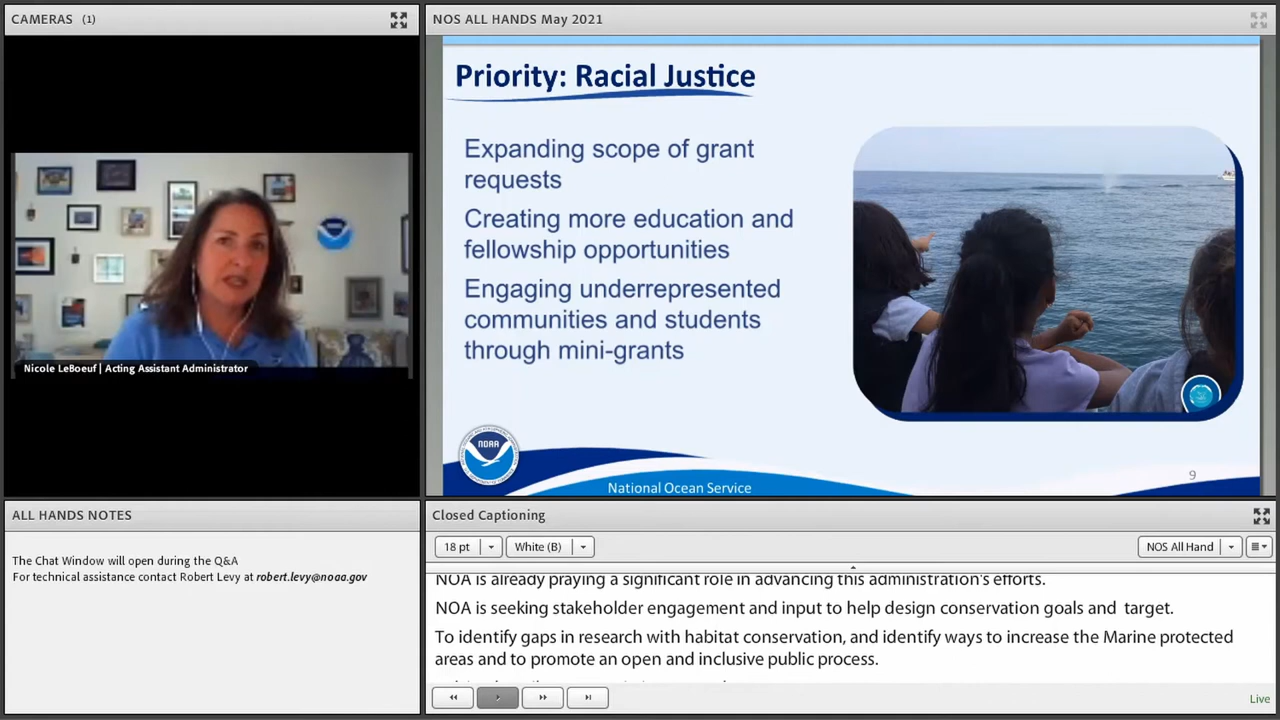 CAMERAS (1)
Nicole LeBoeuf | Acting Assistant Administrator
NOS ALL HANDS May 2021
Priority: Racial Justice
Expanding scope of grant
requests
Creating more education and
fellowship opportunities
Engaging underrepresented
communities and students
through mini-grants
NOAA
National Ocean Service
9
ALL HANDS NOTES
The Chat Window will open during the Q&A
For technical assistance contact Robert Levy at robert.levy@noaa.gov
Closed Captioning
18 pt
White (B)
NOS All Hand
NOA is already praying a significant role in advancing this administration's efforts.
NOA is seeking stakeholder engagement and input to help design conservation goals and target.
To identify gaps in research with habitat conservation, and identify ways to increase the Marine protected
areas and to promote an open and inclusive public process.
Live